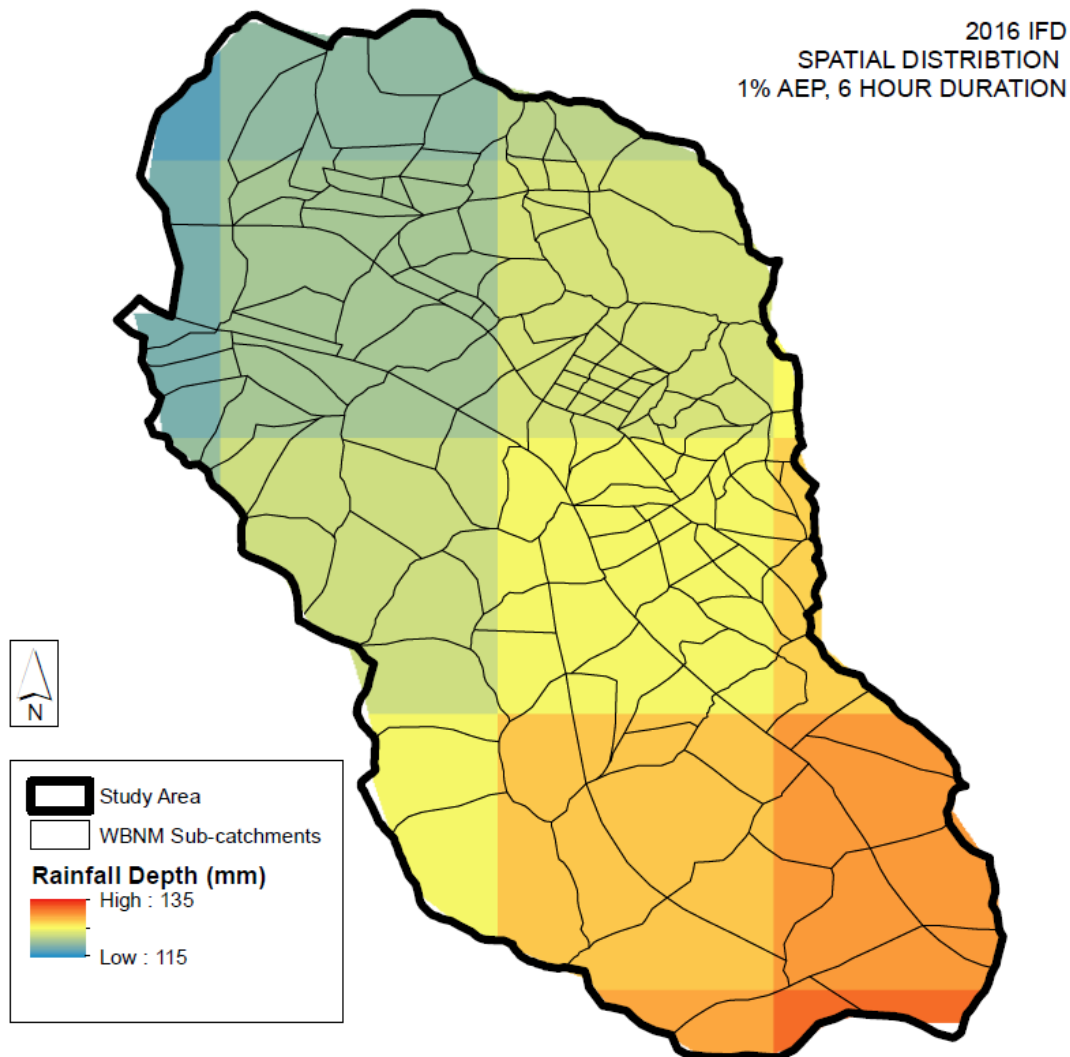 2016 IFD
SPATIAL DISTRIBTION
1% AEP, 6 HOUR DURATION
N
Study Area
WBNM Sub-catchments
Rainfall Depth (mm)
High : 135
Low : 115